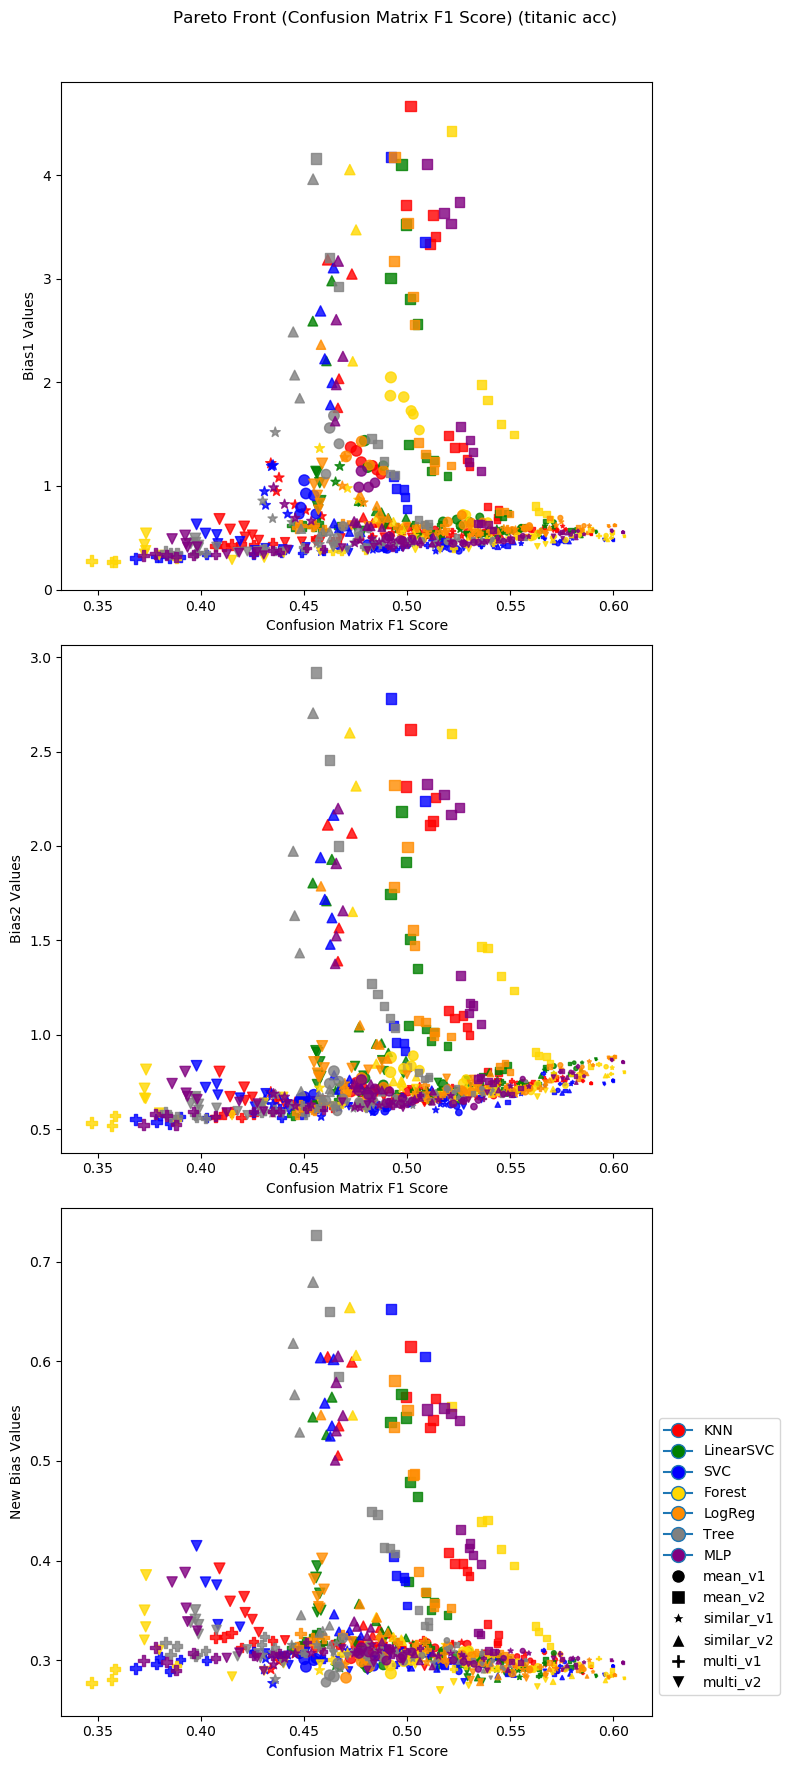 Pareto Front (Confusion Matrix F1 Score) (titanic acc)
Bias1 Values
4
3
2
1
0
0.35 0.40 0.45 0.50 0.55 0.60
Confusion Matrix F1 Score
Bias2 Values
3.0
2.5
2.0
1.5
1.0
0.5
0.35 0.40 0.45 0.50 0.55 0.60
Confusion Matrix F1 Score
New Bias Values
0.7
0.6
0.5
0.4
0.3
0.35 0.40 0.45 0.50 0.55 0.60
Confusion Matrix F1 Score
KNN
LinearSVC
SVC
Forest
LogReg
Tree
MLP
mean_v1
mean_v2
similar_v1
similar_v2
multi_v1
multi_v2